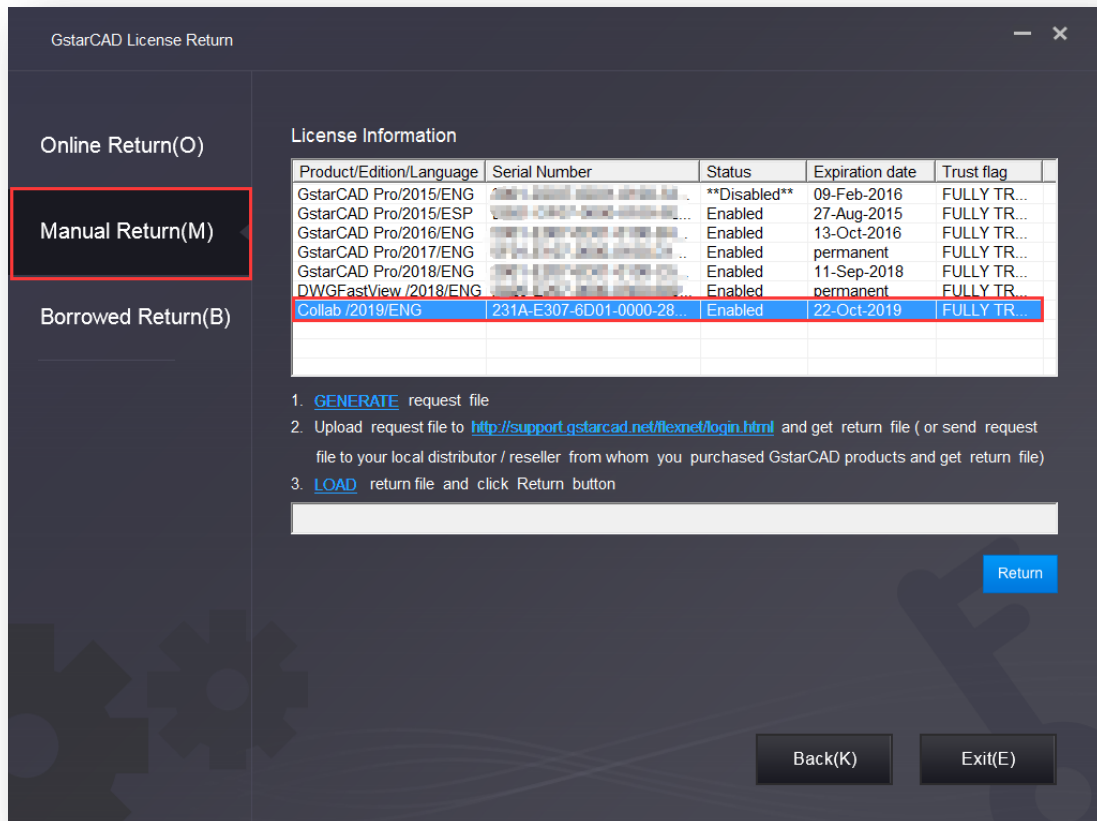 GstarCAD License Return
Online Return(O)
Manual Return(M)
Borrowed Return(B)
License Information
Product/Edition/Language Serial Number Status Expiration date Trust flag
GstarCAD Pro/2015/ENG **Disabled** 09-Feb-2016 FULLY TR...
GstarCAD Pro/2015/ESP Enabled 27-Aug-2015 FULLY TR...
GstarCAD Pro/2016/ENG Enabled 13-Oct-2016 FULLY TR...
GstarCAD Pro/2017/ENG Enabled permanent FULLY TR...
GstarCAD Pro/2018/ENG Enabled 11-Sep-2018 FULLY TR...
DWGFastView /2018/ENG Enabled permanent FULLY TR...
Collab /2019/ENG 231A-E307-6D01-0000-28... Enabled 22-Oct-2019 FULLY TR...
1. GENERATE request file
2. Upload request file to http://support.gstarcad.net/flexnet/login.html and get return file ( or send request
file to your local distributor / reseller from whom you purchased GstarCAD products and get return file)
3. LOAD return file and click Return button
Return
Back(K) Exit(E)